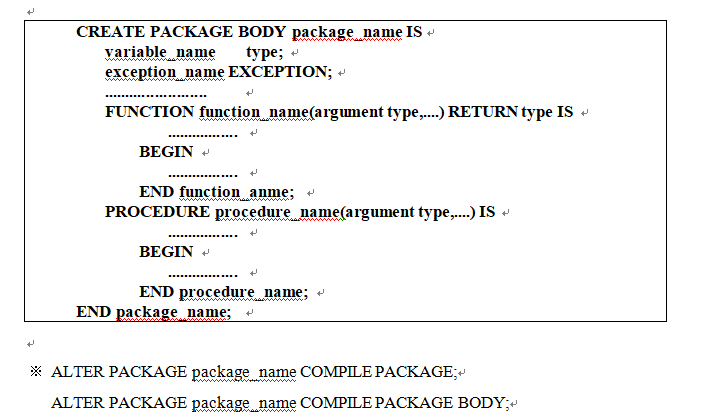 CREATE PACKAGE BODY package_name IS
variable_name type;
exception_name EXCEPTION;
.......................
FUNCTION function_name(argument type,....) RETURN type IS
.................
BEGIN
.................
END function_anme;
PROCEDURE procedure_name(argument type,....) IS
.................
BEGIN
.................
END procedure_name;
END package_name;
※ ALTER PACKAGE package_name COMPILE PACKAGE;
ALTER PACKAGE package_name COMPILE PACKAGE BODY;